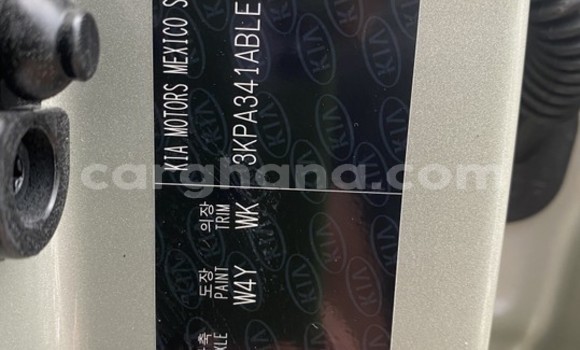 KIA MOTORS MEXICO S
3KPA341ABLE
도장 의장
PAINT TRIM
W4Y WK
carghana.com